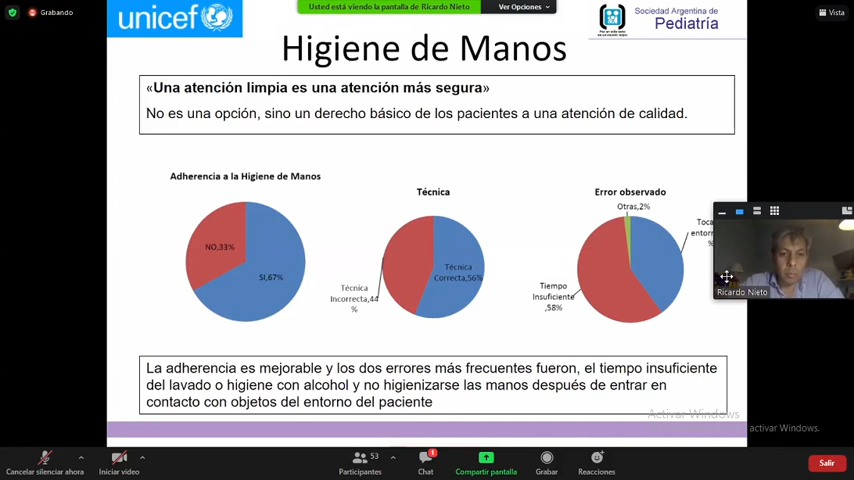 Grabando
Usted está viendo la pantalla de Ricardo Nieto
Ver Opciones
Vista
unicef
Sociedad Argentina de
Pediatría
Higiene de Manos
«Una atención limpia es una atención más segura»
No es una opción, sino un derecho básico de los pacientes a una atención de calidad.
Adherencia a la Higiene de Manos
NO,33%
SI,67%
Técnica
Técnica
Incorrecta,44
%
Técnica
Correcta,56%
Error observado
Otras,2%
Toca
entor
%
Tiempo
Insuficiente
,58%
Ricardo Nieto
La adherencia es mejorable y los dos errores más frecuentes fueron, el tiempo insuficiente
del lavado o higiene con alcohol y no higienizarse las manos después de entrar en
contacto con objetos del entorno del paciente
Activar Windows
activar Windows.
Cancelar silenciar ahora
Iniciar video
53
Participantes
1
Chat
Compartir pantalla
Grabar
Reacciones
Salir